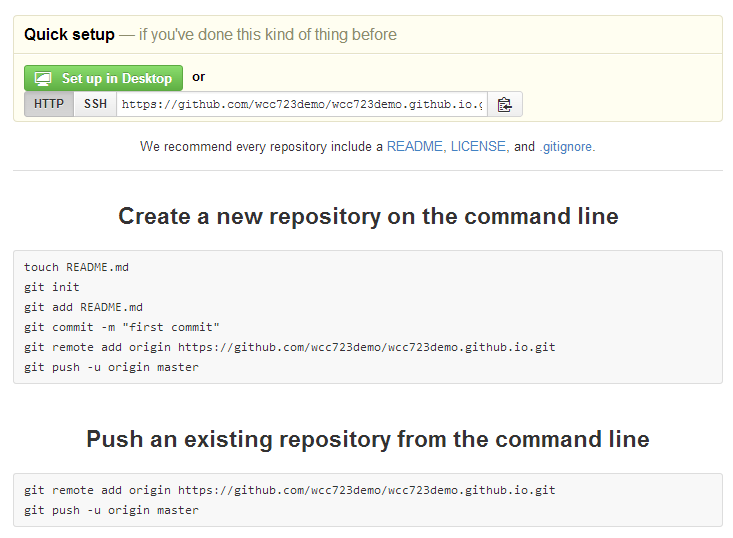 Quick setup — if you've done this kind of thing before
Set up in Desktop or
HTTP SSH https://github.com/wcc723demo/wcc723demo.github.io.g
We recommend every repository include a README, LICENSE, and .gitignore.
Create a new repository on the command line
touch README.md
git init
git add README.md
git commit -m "first commit"
git remote add origin https://github.com/wcc723demo/wcc723demo.github.io.git
git push -u origin master
Push an existing repository from the command line
git remote add origin https://github.com/wcc723demo/wcc723demo.github.io.git
git push -u origin master